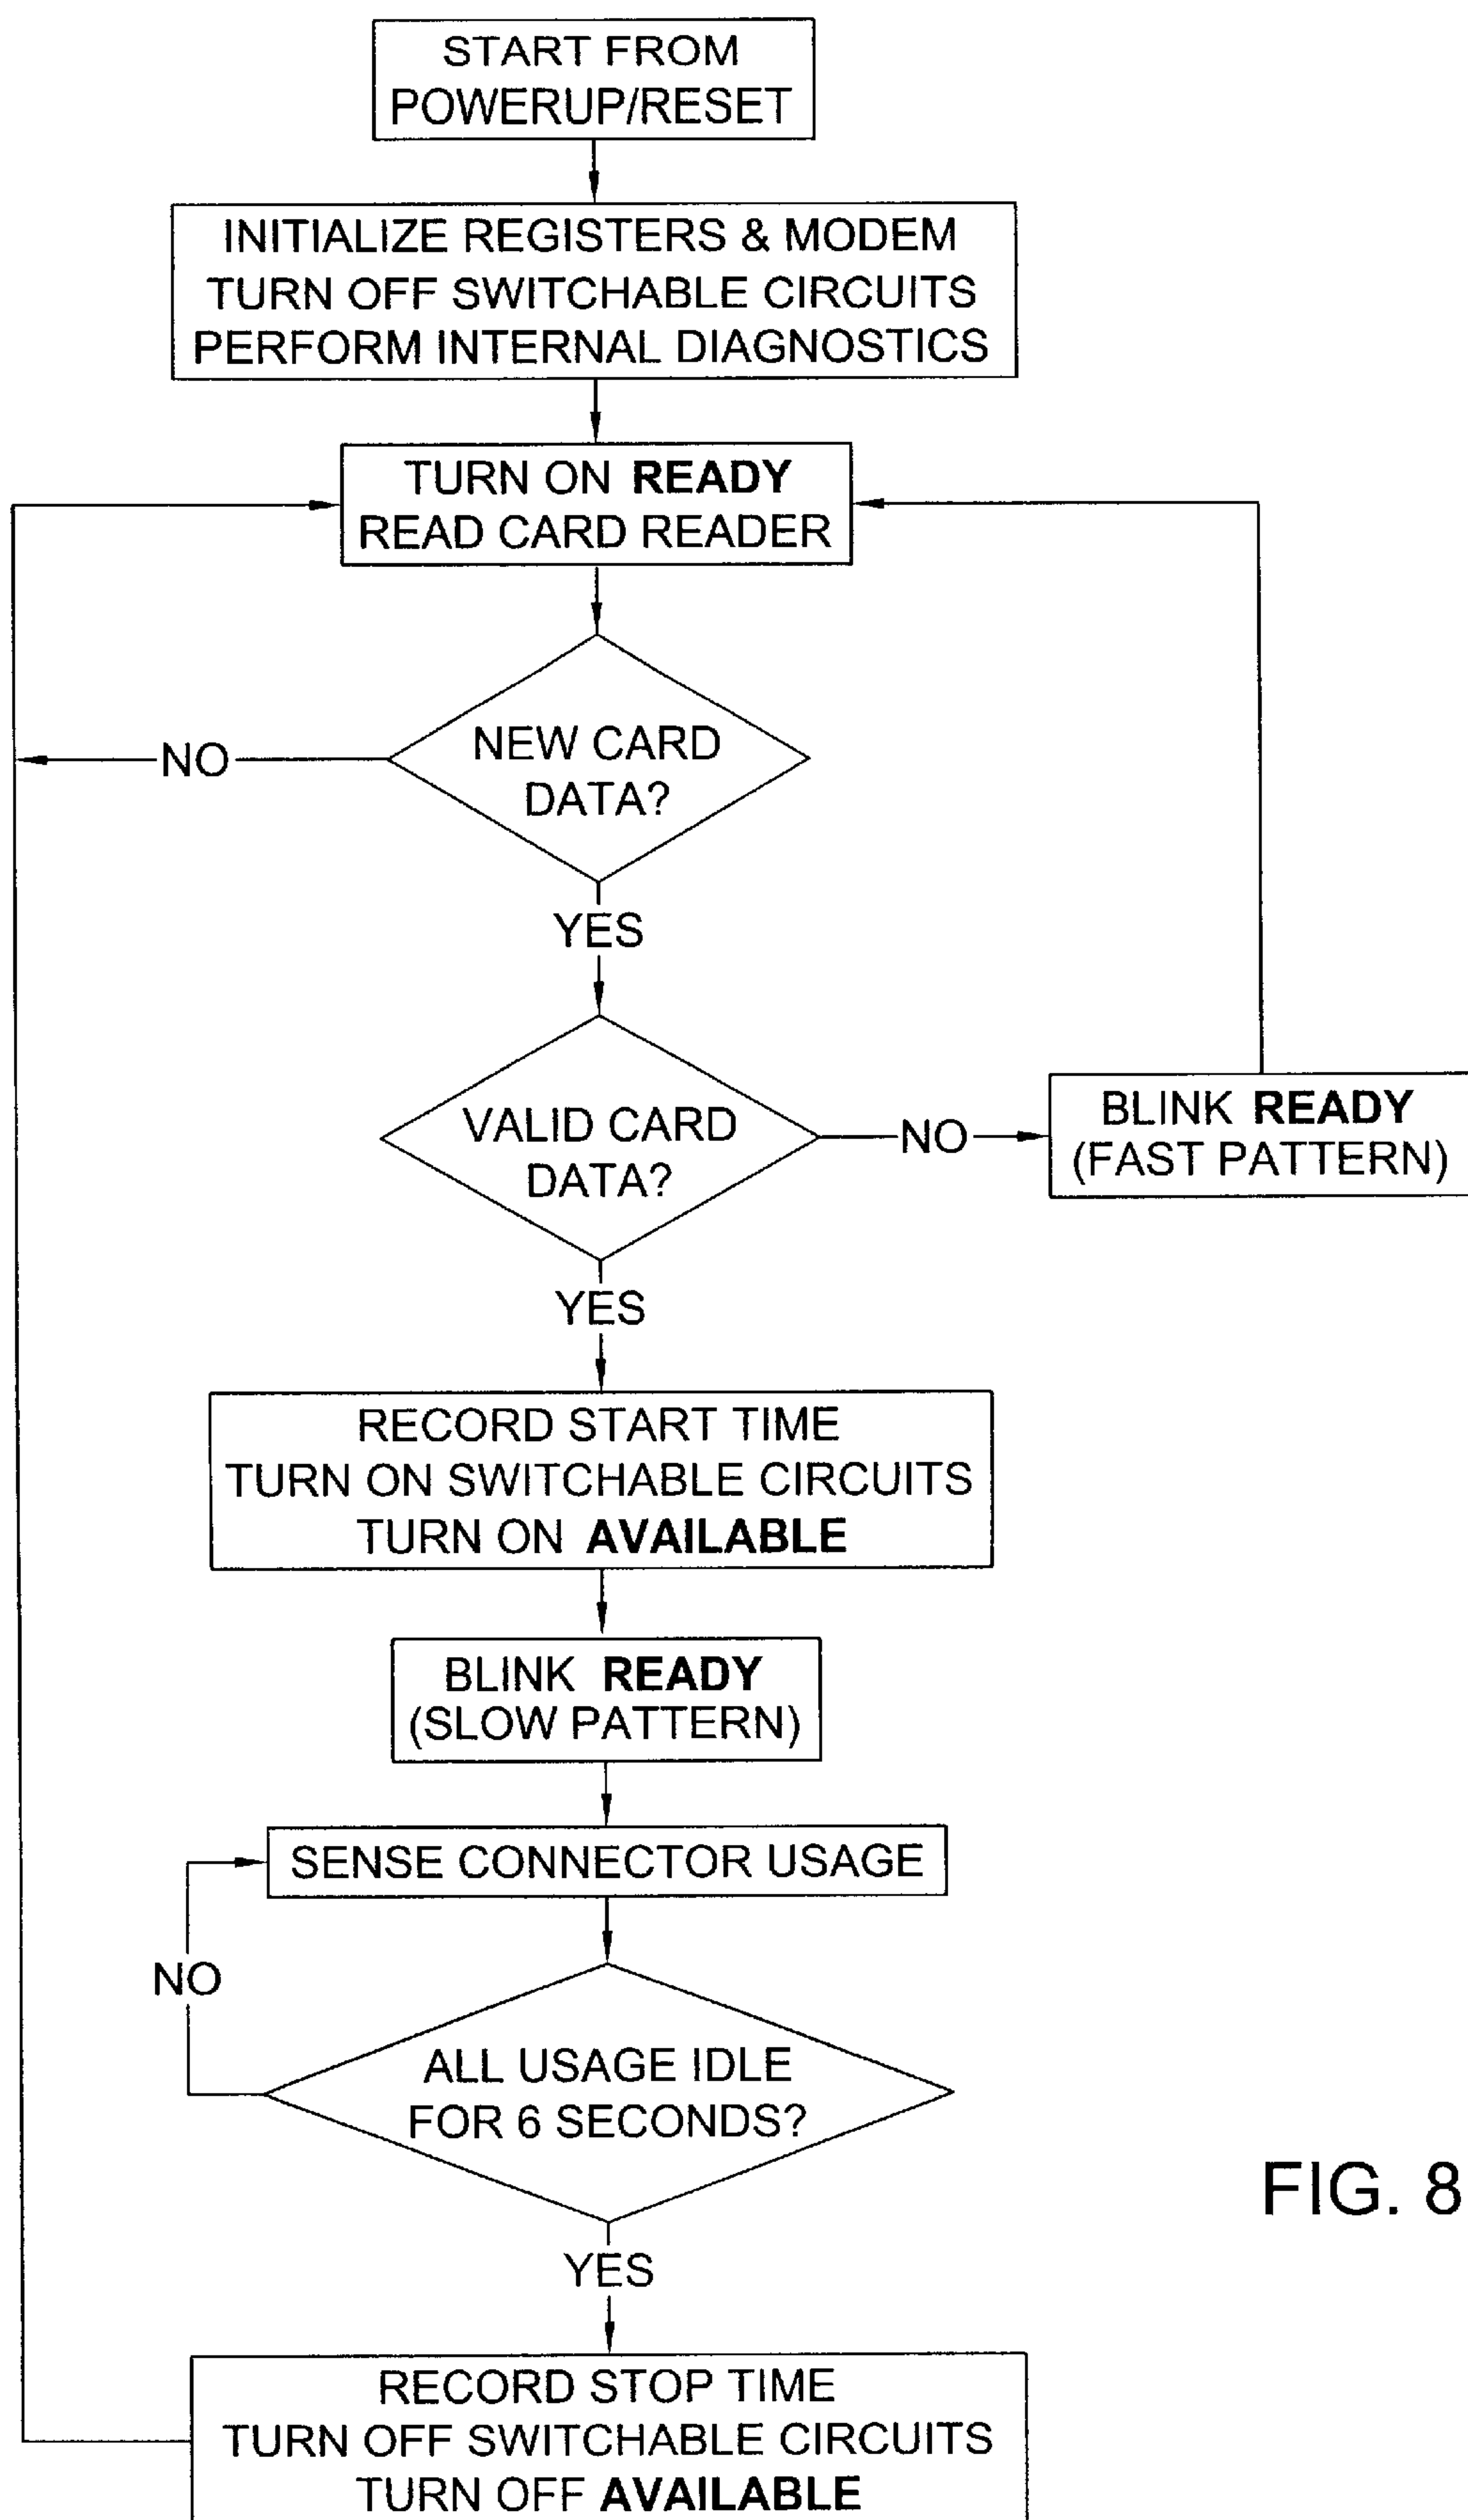 START FROM
POWERUP/RESET
INITIALIZE REGISTERS & MODEM
TURN OFF SWITCHABLE CIRCUITS
PERFORM INTERNAL DIAGNOSTICS
TURN ON READY
READ CARD READER
NEW CARD
DATA?
NO
YES
VALID CARD
DATA?
NO
BLINK READY
(FAST PATTERN)
YES
RECORD START TIME
TURN ON SWITCHABLE CIRCUITS
TURN ON AVAILABLE
BLINK READY
(SLOW PATTERN)
SENSE CONNECTOR USAGE
NO
ALL USAGE IDLE
FOR 6 SECONDS?
YES
RECORD STOP TIME
TURN OFF SWITCHABLE CIRCUITS
TURN OFF AVAILABLE
FIG. 8